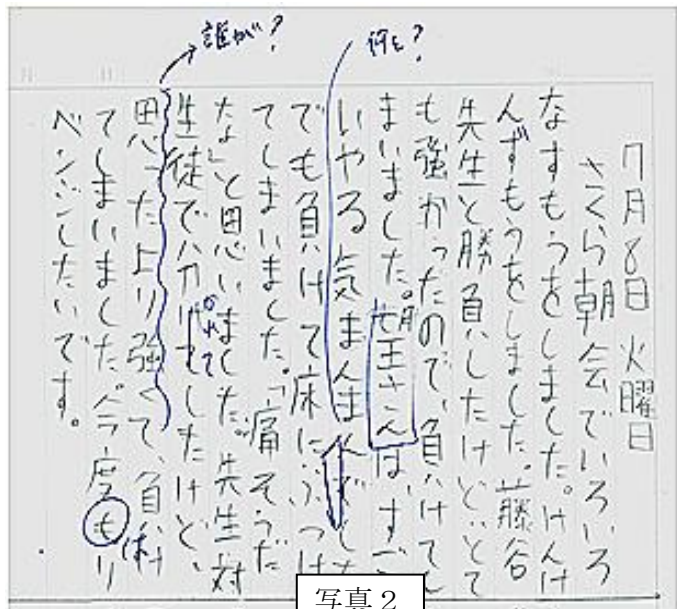 誰が?
何を?
7月8日 火曜日
さくら朝会でいろいろ
なすもうをしました。けんけ
んずもうをしました。藤谷
先生と勝負したけど、とて
も強かったので、負けてし
まいました。王さんは、すご
いやる気まんまんでした
でも負けて床にぶつけ
てしまいました。「痛そうだ
な」と思いました。先生対
生徒で分かれてしたけど、
思ったより強くて、負け
てしまいました。今度もリ
ベンジしたいです。
写真2